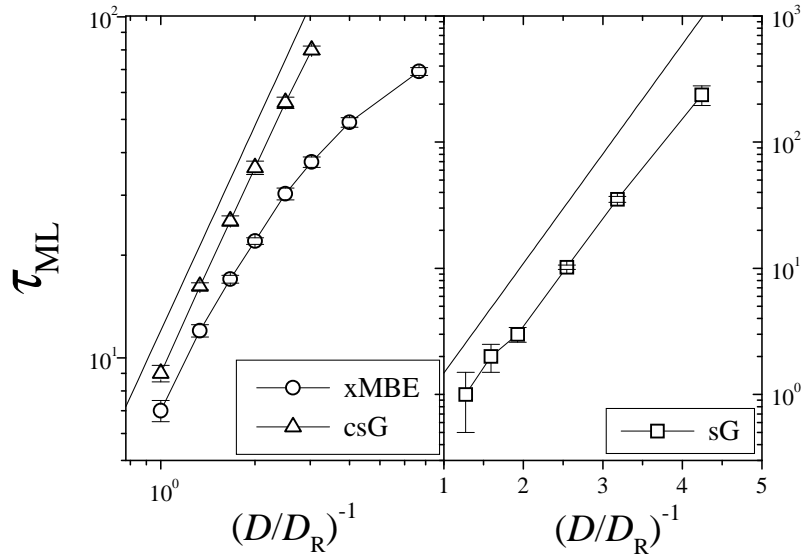 10²
10³
10²
τ_ML
10¹
10¹
xMBE
csG
10⁰
sG
10⁰
1 2 3 4 5
(D/D_R)⁻¹
(D/D_R)⁻¹